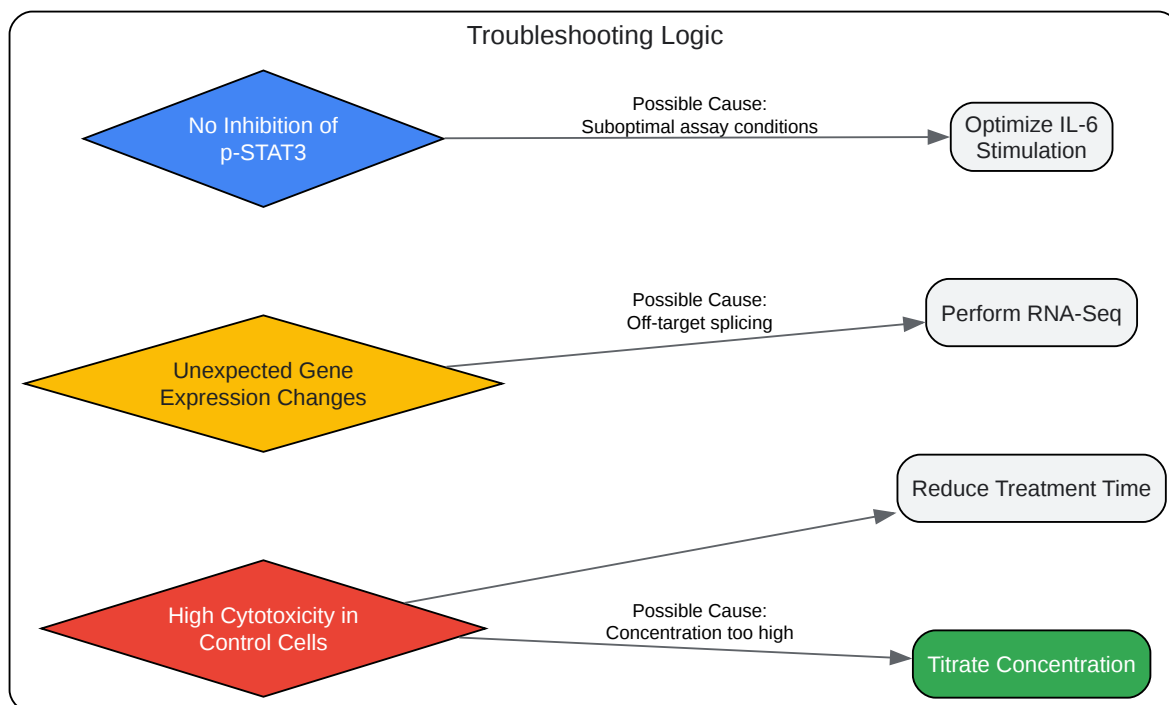 Troubleshooting Logic
No Inhibition of
p-STAT3
Possible Cause:
Suboptimal assay conditions
Optimize IL-6
Stimulation
Unexpected Gene
Expression Changes
Possible Cause:
Off-target splicing
Perform RNA-Seq
High Cytotoxicity in
Control Cells
Reduce Treatment Time
Possible Cause:
Concentration too high
Titrate Concentration